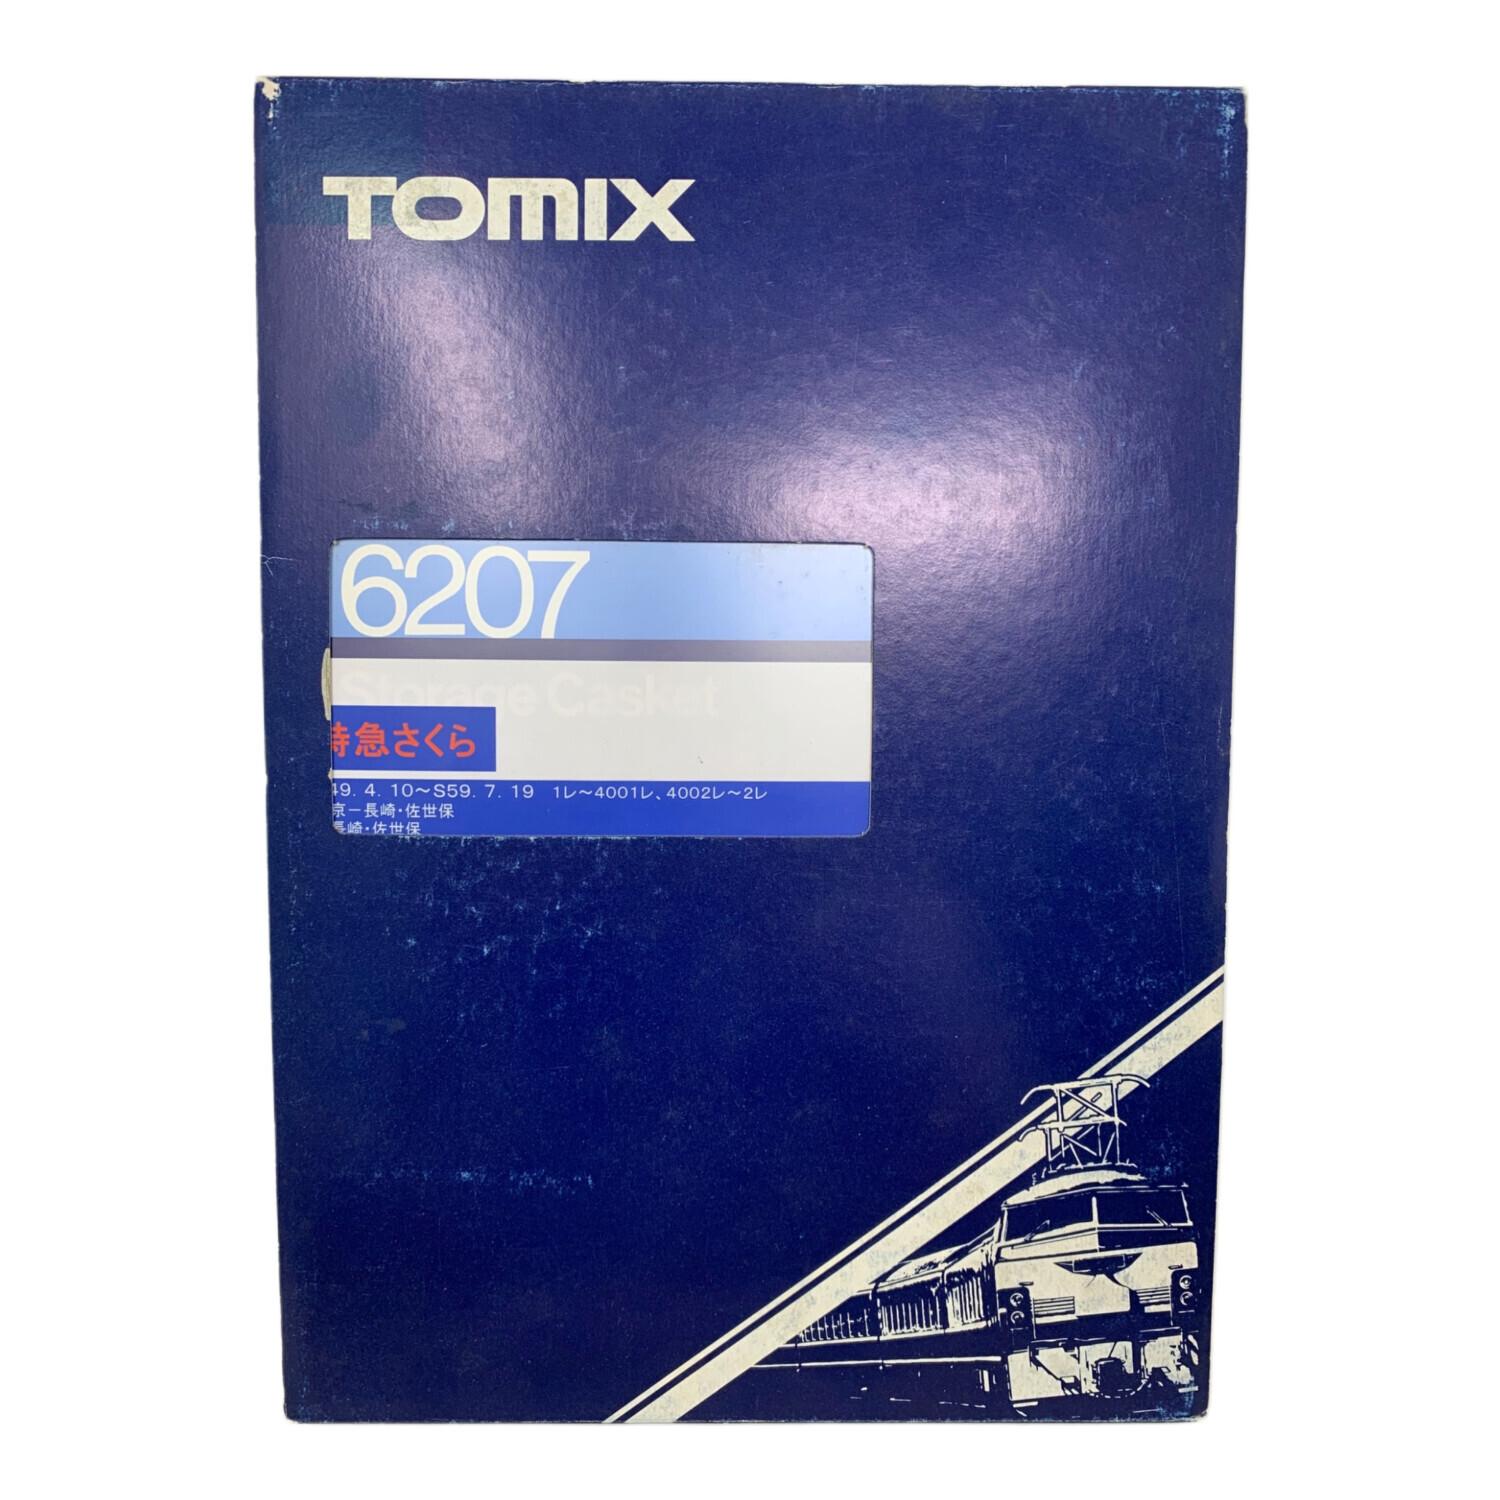 TOMIX
6207
Storage Casket
特急さくら
49. 4. 10～S59. 7. 19 1レ～4001レ、4002レ～2レ
京ー長崎・佐世保
長崎・佐世保